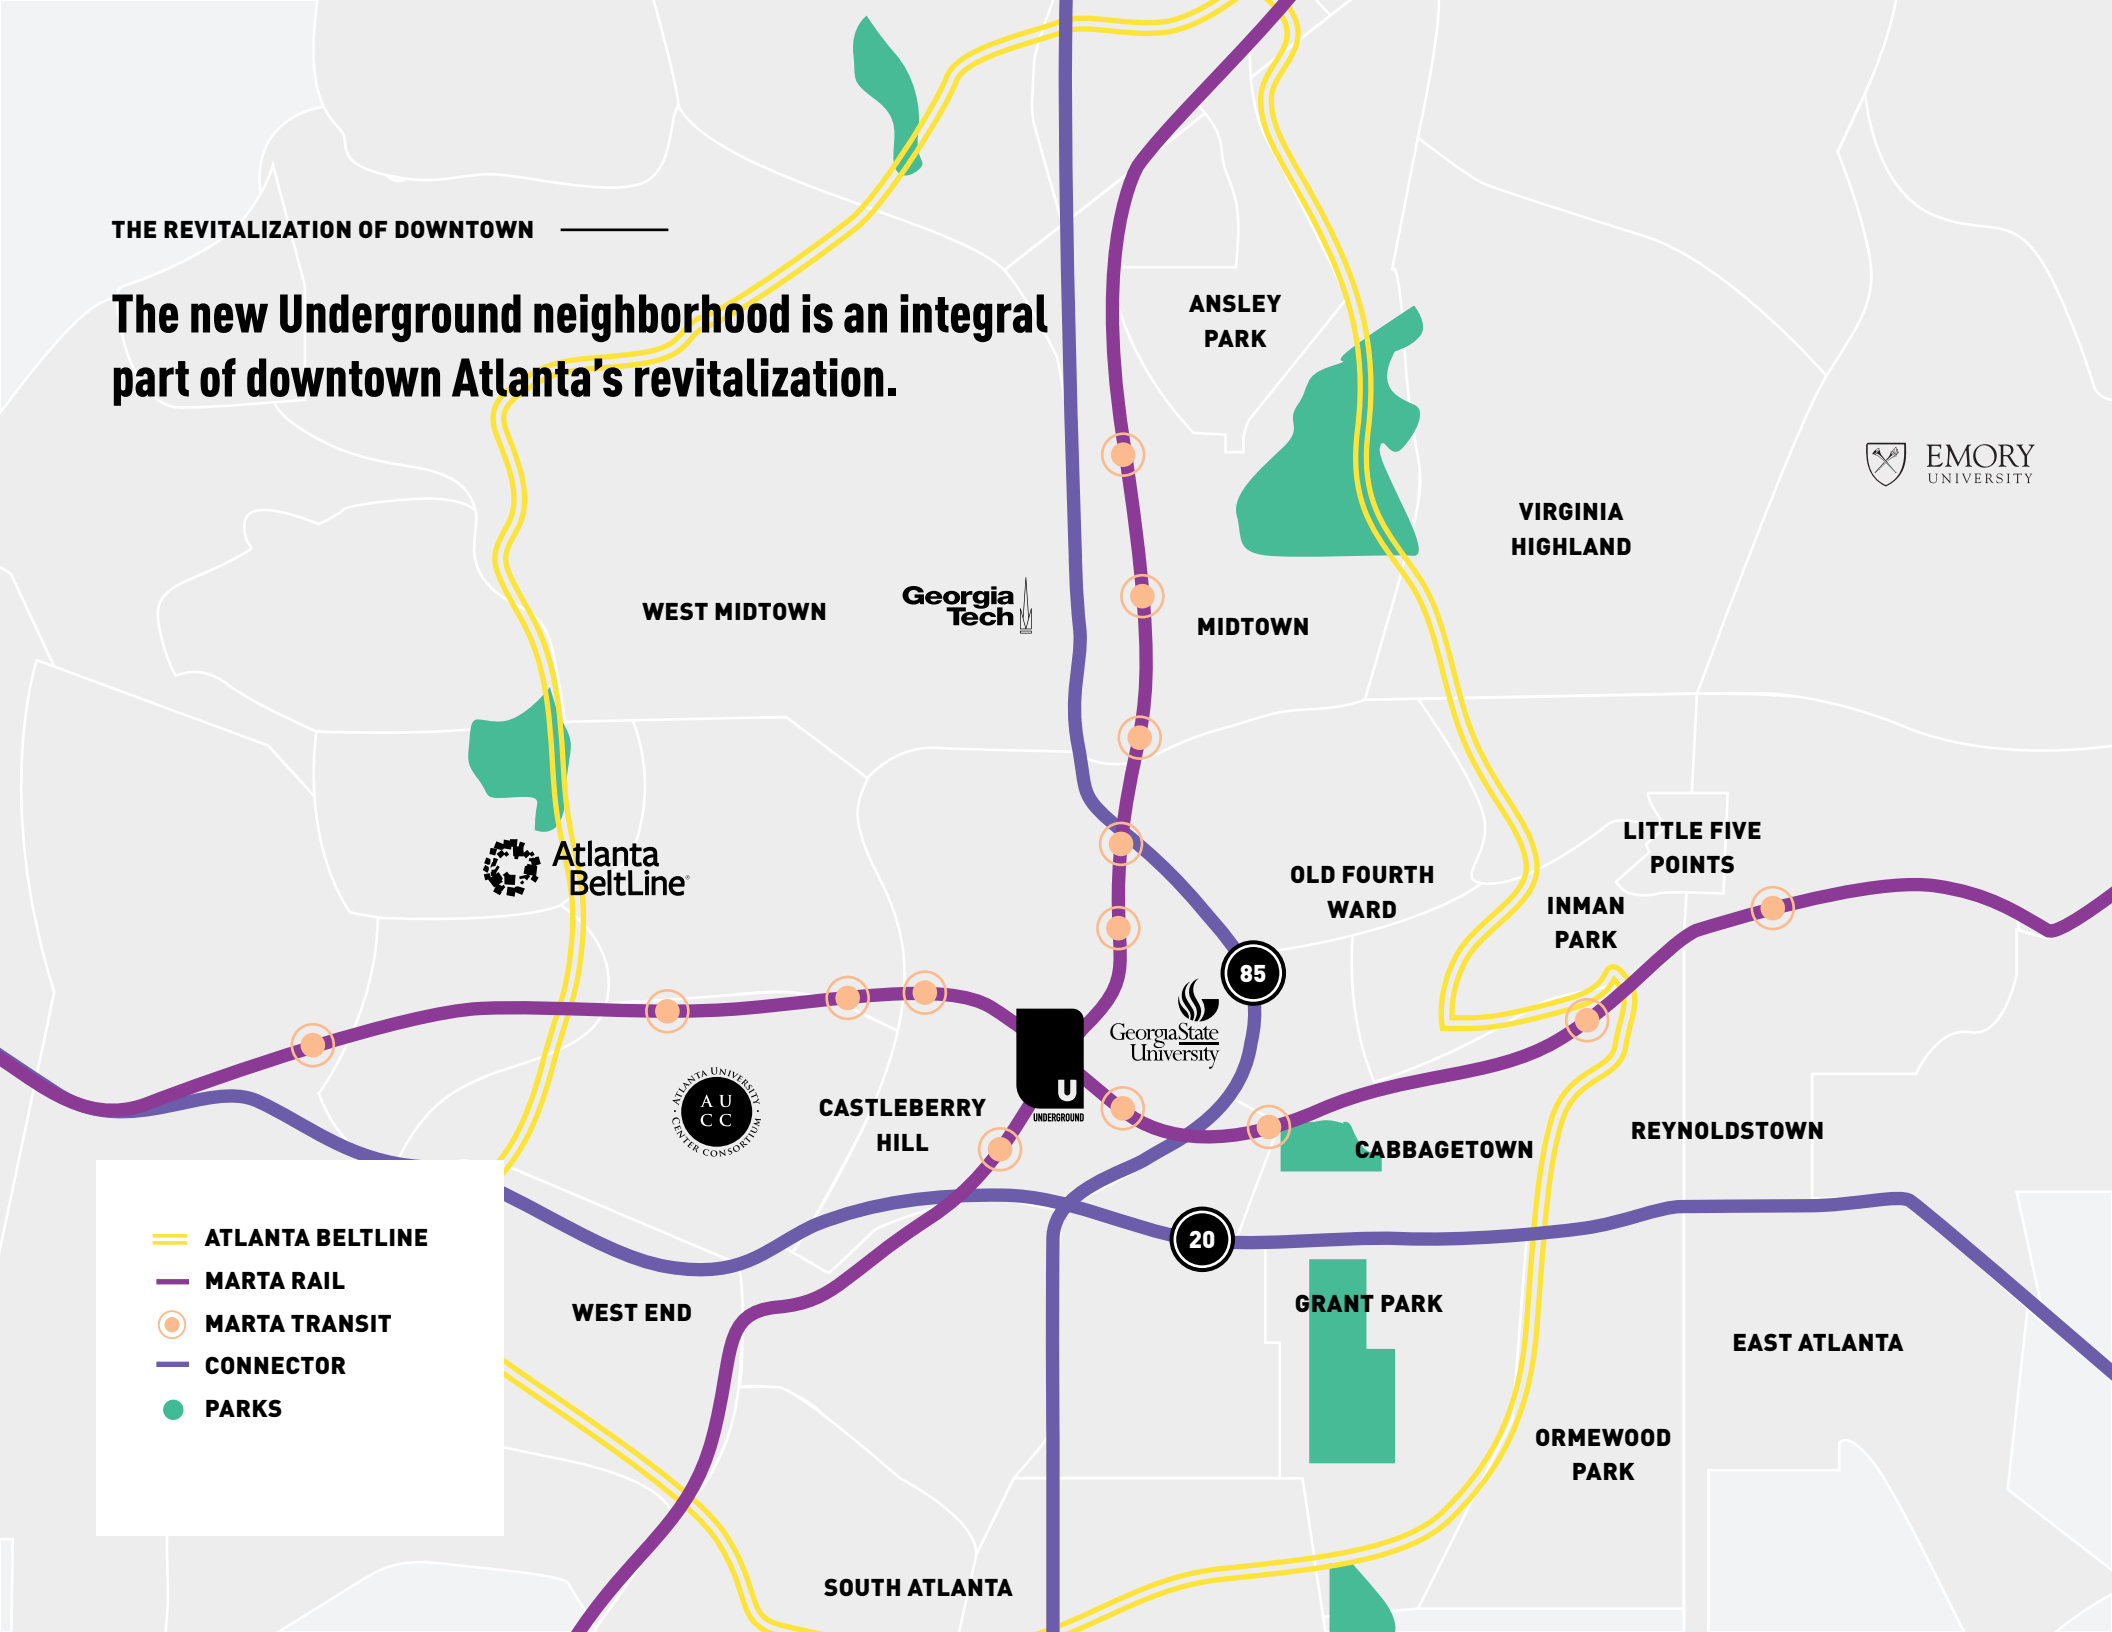 THE REVITALIZATION OF DOWNTOWN
The new Underground neighborhood is an integral
part of downtown Atlanta's revitalization.
ANSLEY
PARK
EMORY
UNIVERSITY
VIRGINIA
HIGHLAND
WEST MIDTOWN
Georgia
Tech
MIDTOWN
LITTLE FIVE
POINTS
Atlanta
BeltLine®
OLD FOURTH
WARD
INMAN
PARK
85
GeorgiaState
University
U
UNDERGROUND
ATLANTA UNIVERSITY
AU
CC
CENTER CONSORTIUM
CASTLEBERRY
HILL
CABBAGETOWN
REYNOLDSTOWN
20
ATLANTA BELTLINE
MARTA RAIL
MARTA TRANSIT
CONNECTOR
PARKS
WEST END
GRANT PARK
EAST ATLANTA
ORMEWOOD
PARK
SOUTH ATLANTA